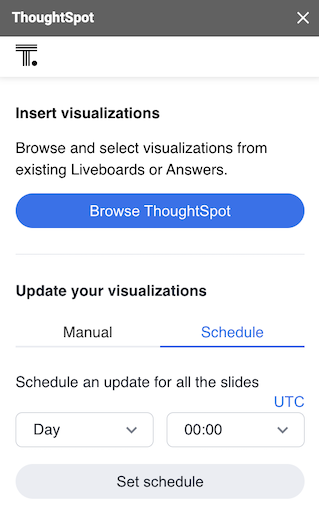 ThoughtSpot
Insert visualizations
Browse and select visualizations from
existing Liveboards or Answers.
Browse ThoughtSpot
Update your visualizations
Manual
Schedule
Schedule an update for all the slides
UTC
Day
00:00
Set schedule